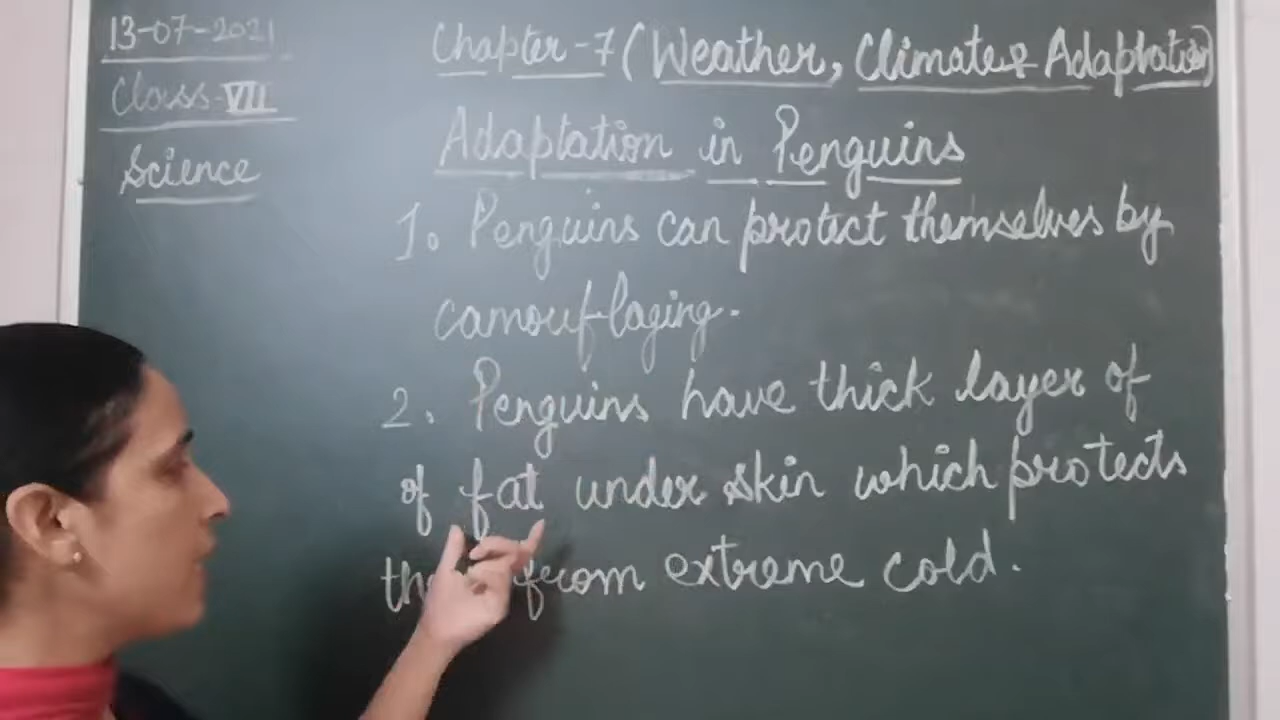 13-07-2021
Class-VII
Science
Chapter-7 (Weather, Climate & Adaptation)
Adaptation in Penguins
1. Penguins can protect themselves by
camouflaging.
2. Penguins have thick layer of
of fat under skin which protects
from extreme cold.